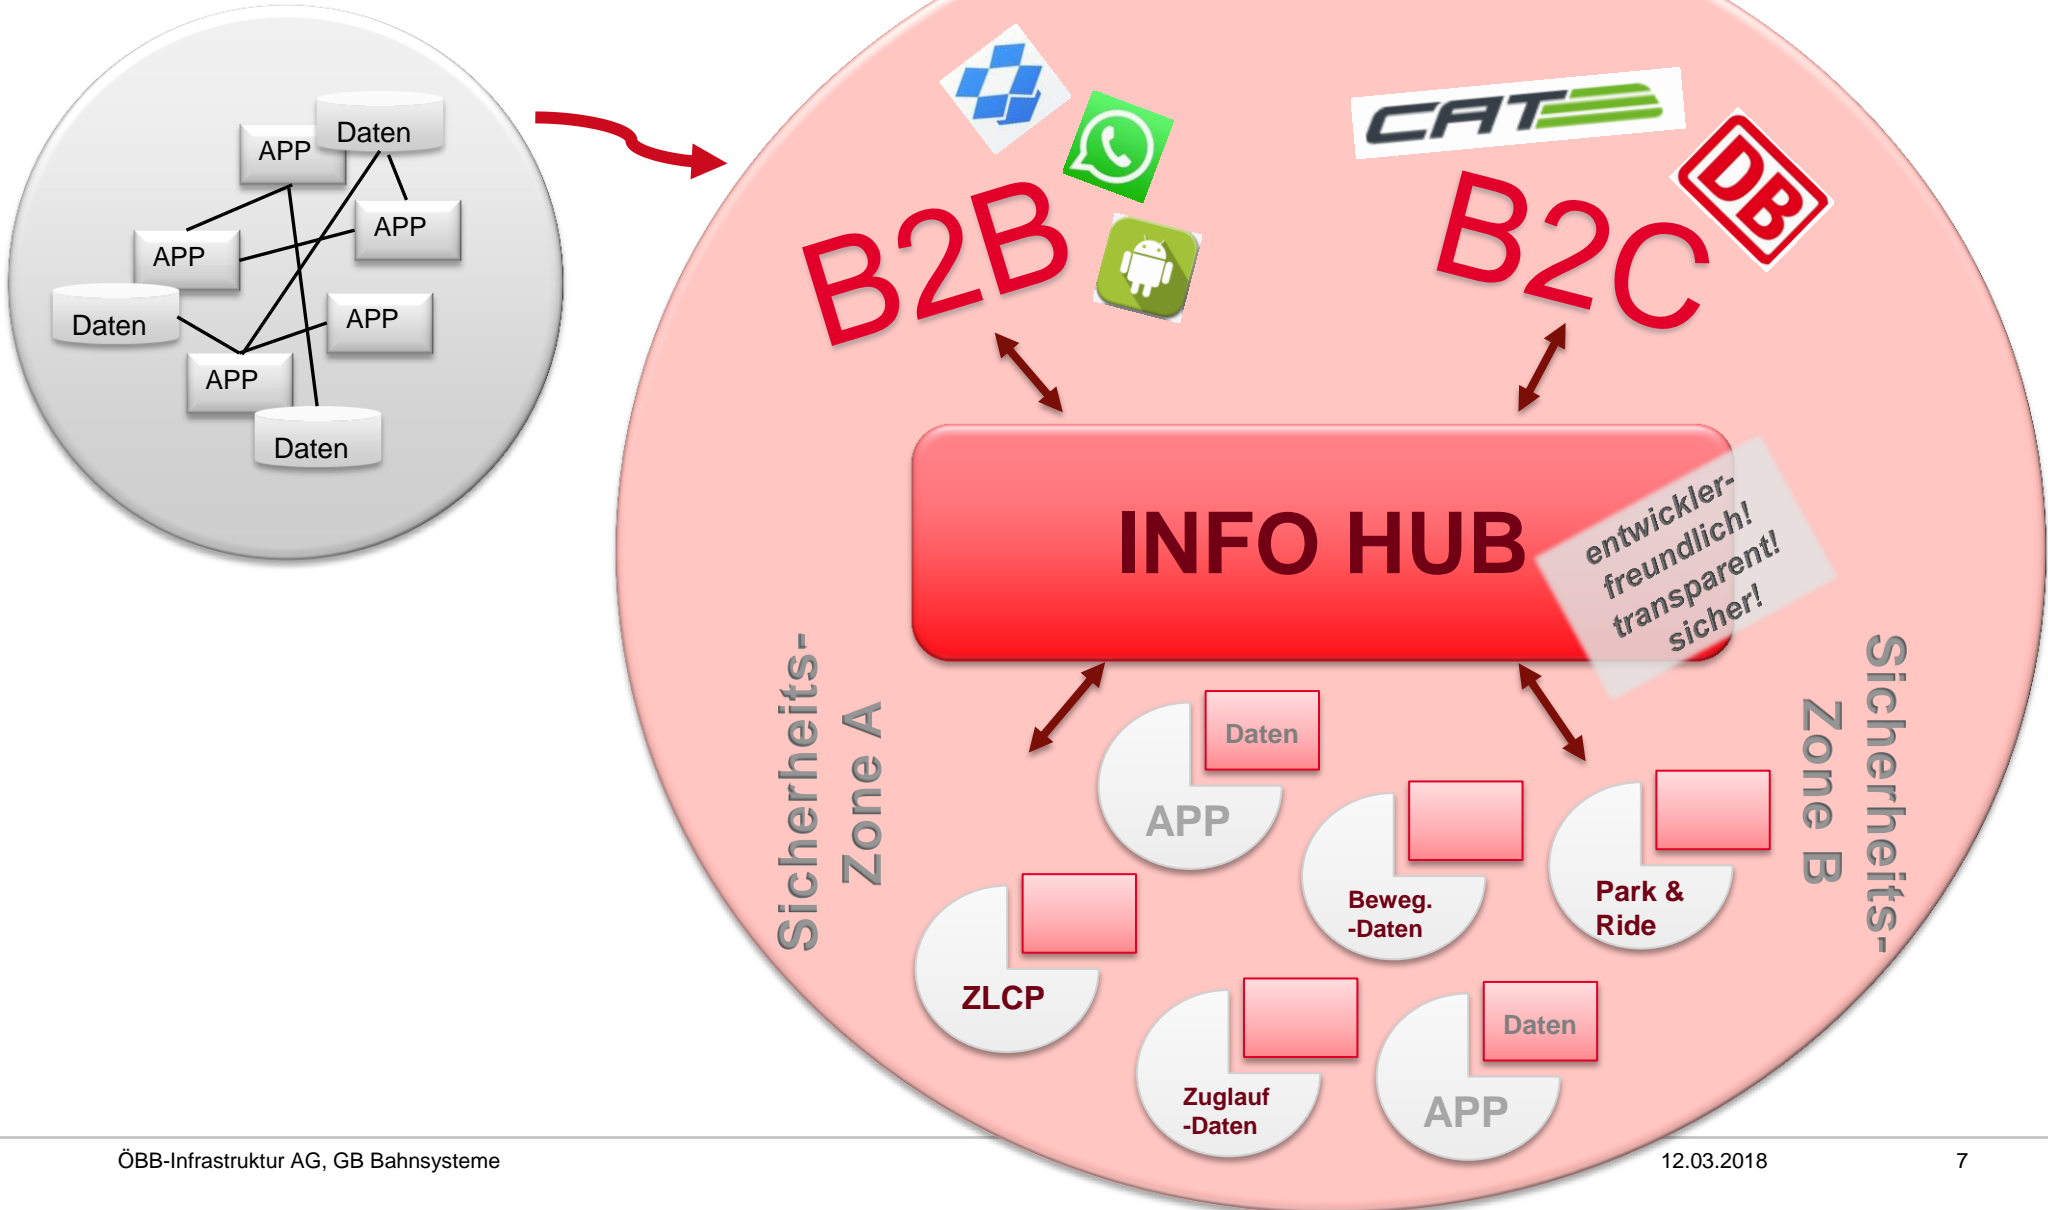 Daten
APP
APP
APP
Daten
APP
APP
Daten
CAT
DB
B2B
B2C
INFO HUB
entwickler-
freundlich!
transparent!
sicher!
Sicherheits-
Zone A
Sicherheits-
Zone B
Daten
APP
Beweg.
-Daten
Park &
Ride
ZLCP
Zuglauf
-Daten
Daten
APP
ÖBB-Infrastruktur AG, GB Bahnsysteme
12.03.2018
7